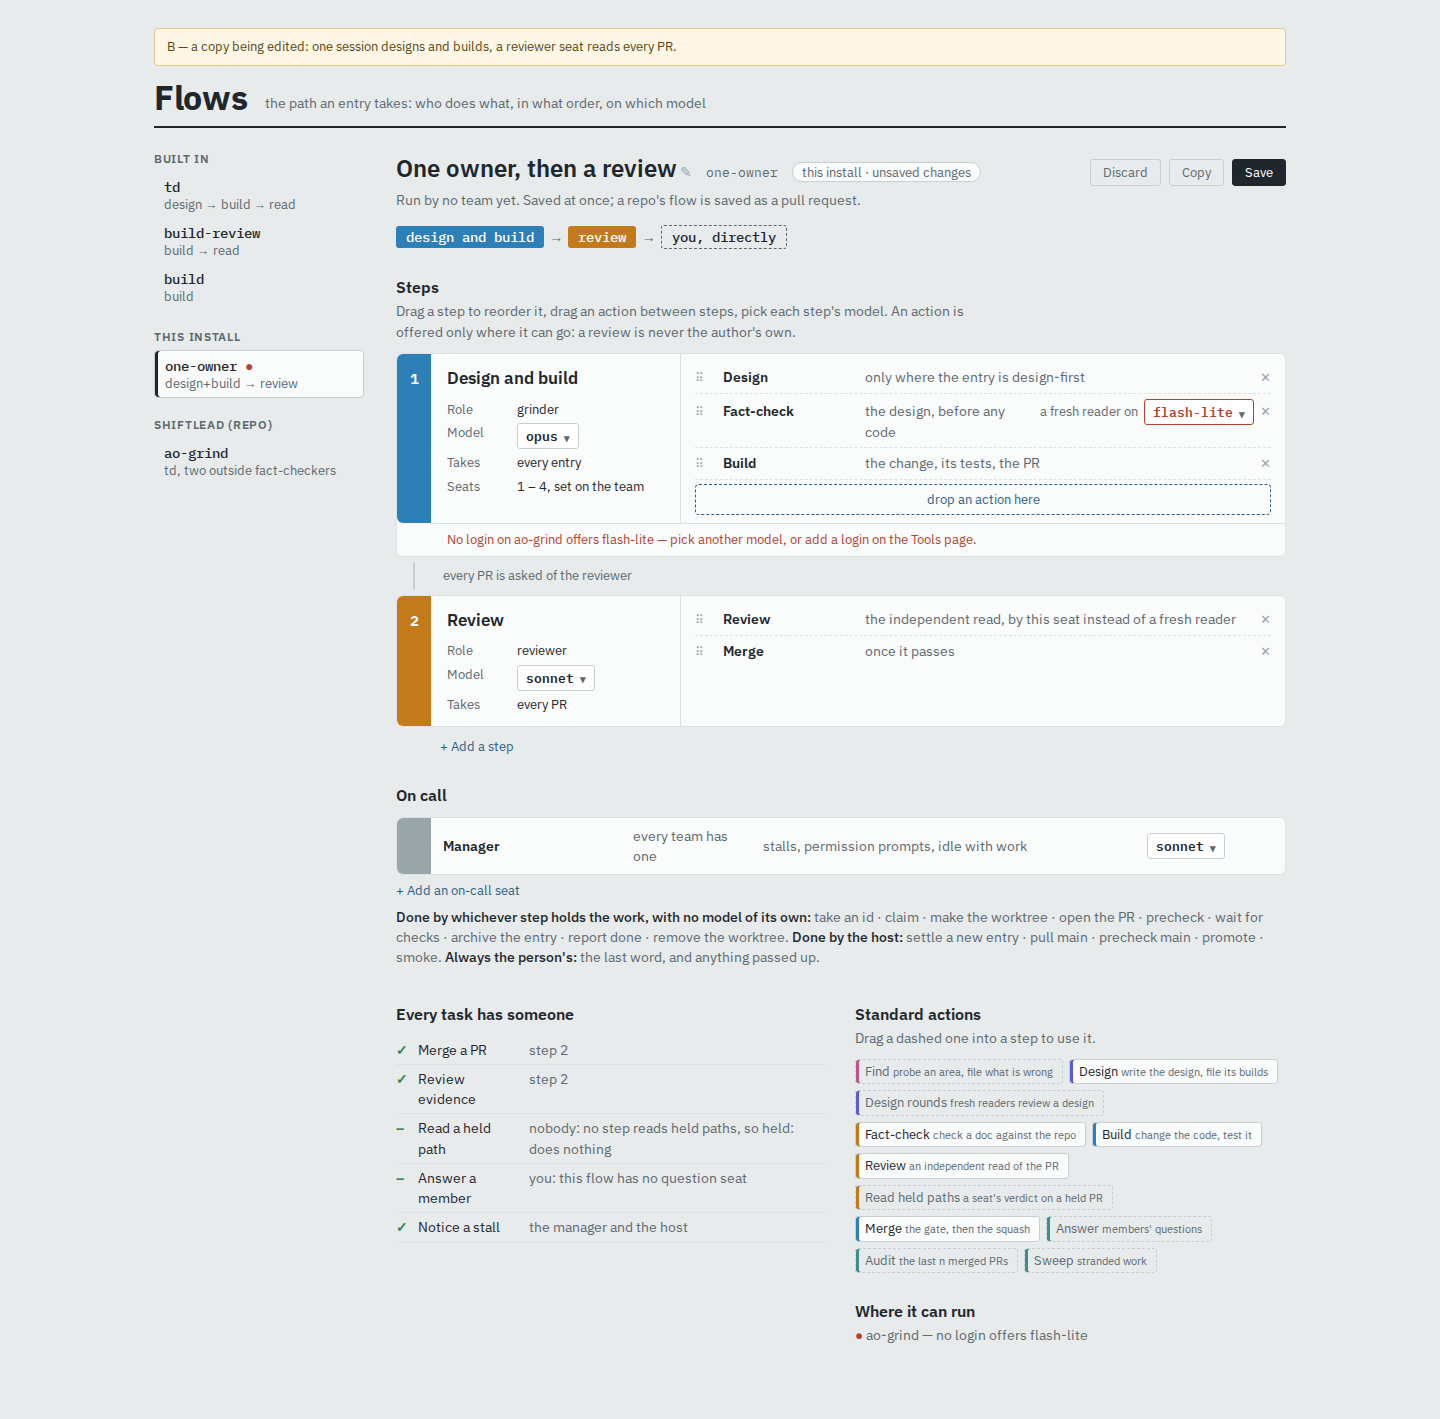 B — a copy being edited: one session designs and builds, a reviewer seat reads every PR.
Flows the path an entry takes: who does what, in what order, on which model
BUILT IN
td
design → build → read
build-review
build → read
build
build
THIS INSTALL
one-owner ●
design+build → review
SHIFTLEAD (REPO)
ao-grind
td, two outside fact-checkers
One owner, then a review ✎ one-owner this install · unsaved changes Discard Copy Save
Run by no team yet. Saved at once; a repo's flow is saved as a pull request.
design and build → review → you, directly
Steps
Drag a step to reorder it, drag an action between steps, pick each step's model. An action is
offered only where it can go: a review is never the author's own.
1 Design and build
Role grinder
Model opus ▾
Takes every entry
Seats 1 – 4, set on the team
⠿ Design only where the entry is design-first ✕
⠿ Fact-check the design, before any a fresh reader on flash-lite ▾ ✕
code
⠿ Build the change, its tests, the PR ✕
drop an action here
No login on ao-grind offers flash-lite — pick another model, or add a login on the Tools page.
every PR is asked of the reviewer
2 Review
Role reviewer
Model sonnet ▾
Takes every PR
⠿ Review the independent read, by this seat instead of a fresh reader ✕
⠿ Merge once it passes ✕
+ Add a step
On call
Manager every team has stalls, permission prompts, idle with work sonnet ▾
one
+ Add an on-call seat
Done by whichever step holds the work, with no model of its own: take an id · claim · make the worktree · open the PR · precheck · wait for
checks · archive the entry · report done · remove the worktree. Done by the host: settle a new entry · pull main · precheck main · promote ·
smoke. Always the person's: the last word, and anything passed up.
Every task has someone
✓ Merge a PR step 2
✓ Review step 2
evidence
– Read a held nobody: no step reads held paths, so held:
path does nothing
– Answer a you: this flow has no question seat
member
✓ Notice a stall the manager and the host
Standard actions
Drag a dashed one into a step to use it.
Find probe an area, file what is wrong Design write the design, file its builds
Design rounds fresh readers review a design
Fact-check check a doc against the repo Build change the code, test it
Review an independent read of the PR
Read held paths a seat's verdict on a held PR
Merge the gate, then the squash Answer members' questions
Audit the last n merged PRs Sweep stranded work
Where it can run
● ao-grind — no login offers flash-lite